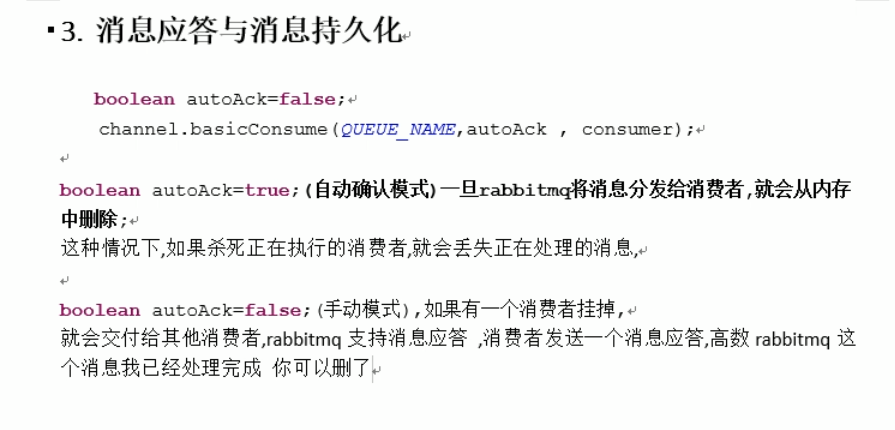 3. 消息应答与消息持久化
boolean autoAck=false;
channel.basicConsume(QUEUE_NAME,autoAck , consumer);
boolean autoAck=true;(自动确认模式)一旦rabbitmq将消息分发给消费者,就会从内存
中删除;
这种情况下,如果杀死正在执行的消费者,就会丢失正在处理的消息,
boolean autoAck=false;(手动模式),如果有一个消费者挂掉,
就会交付给其他消费者,rabbitmq 支持消息应答 ,消费者发送一个消息应答,高数 rabbitmq 这
个消息我已经处理完成 你可以删了